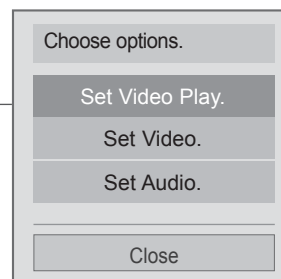 Choose options.
Set Video Play.
Set Video.
Set Audio.
Close